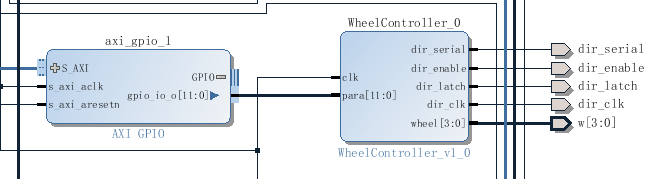 axi_gpio_1
S_AXI
s_axi_aclk
s_axi_aresetn
GPIO
gpio_io_o[11:0]
AXI GPIO
WheelController_0
clk
para[11:0]
dir_serial
dir_enable
dir_latch
dir_clk
wheel[3:0]
WheelController_v1_0
dir_serial
dir_enable
dir_latch
dir_clk
w[3:0]